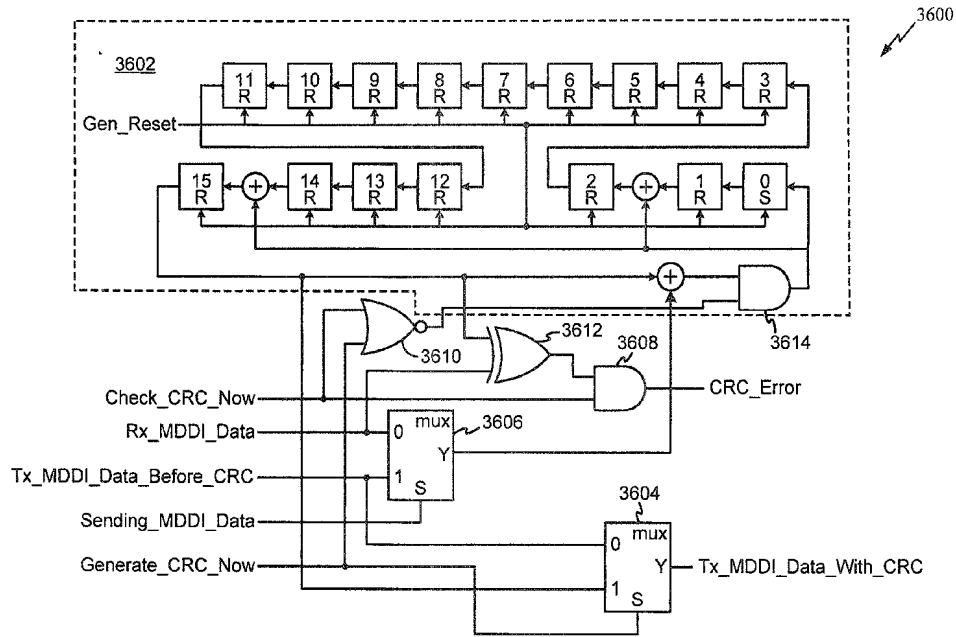 3600
3602
11 10 9 8 7 6 5 4 3
R R R R R R R R R
Gen_Reset
15 14 13 12 2 1 0
R R R R R R S
3614
3610
3612
3608
CRC_Error
Check_CRC_Now
Rx_MDDI_Data
0 mux 3606
Y
Tx_MDDI_Data_Before_CRC
1
S
Sending_MDDI_Data
3604
mux
0
Generate_CRC_Now
Y Tx_MDDI_Data_With_CRC
1
S